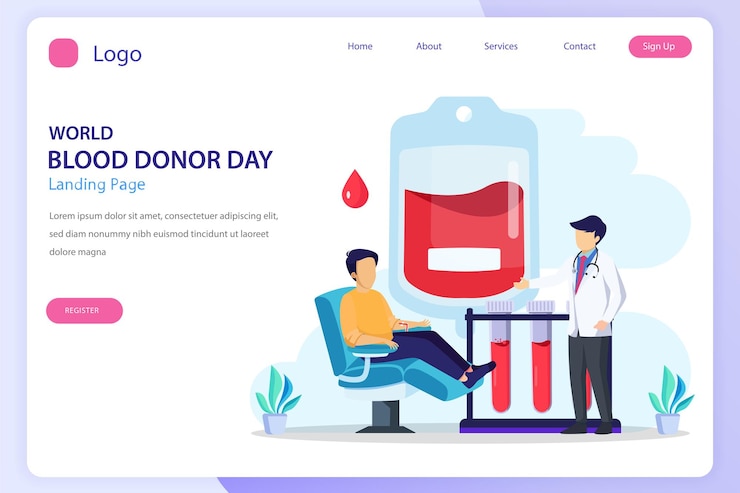 Logo
Home About Services Contact Sign Up
WORLD
BLOOD DONOR DAY
Landing Page
Lorem ipsum dolor sit amet, consectetuer adipiscing elit,
sed diam nonummy nibh euismod tincidunt ut laoreet
dolore magna
REGISTER